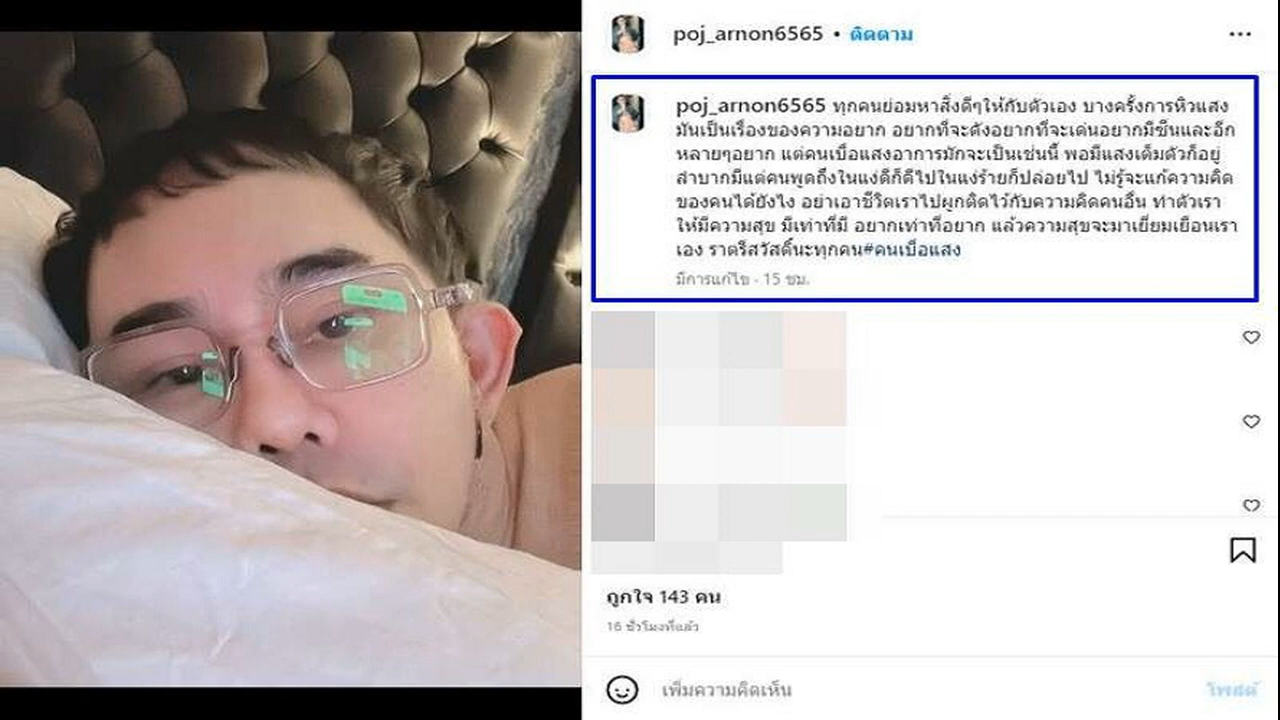 poj_arnon6565 • ติดตาม
poj_arnon6565 ทุกคนย่อมหาสิ่งดีๆให้กับตัวเอง บางครั้งการหิวแสง
มันเป็นเรื่องของความอยาก อยากที่จะดังอยากที่จะเด่นอยากมีซีนและอีก
หลายๆอยาก แต่คนเบื่อแสงอาการมักจะเป็นเช่นนี้ พอมีแสงเต็มตัวก็อยู่
ลำบากมีแต่คนพูดถึงในแง่ดีก็ดีไปในแง่ร้ายก็ปล่อยไป ไม่รู้จะแก้ความคิด
ของคนได้ยังไง อย่าเอาชีวิตเราไปผูกติดไว้กับความคิดคนอื่น ทำตัวเรา
ให้มีความสุข มีเท่าที่มี อยากเท่าที่อยาก แล้วความสุขจะมาเยี่ยมเยือนเรา
เอง ราตรีสวัสดิ์นะทุกคน#คนเบื่อแสง
มีการแก้ไข · 15 ชม.
ถูกใจ 143 คน
16 ชั่วโมงที่แล้ว
เพิ่มความคิดเห็น
โพสต์